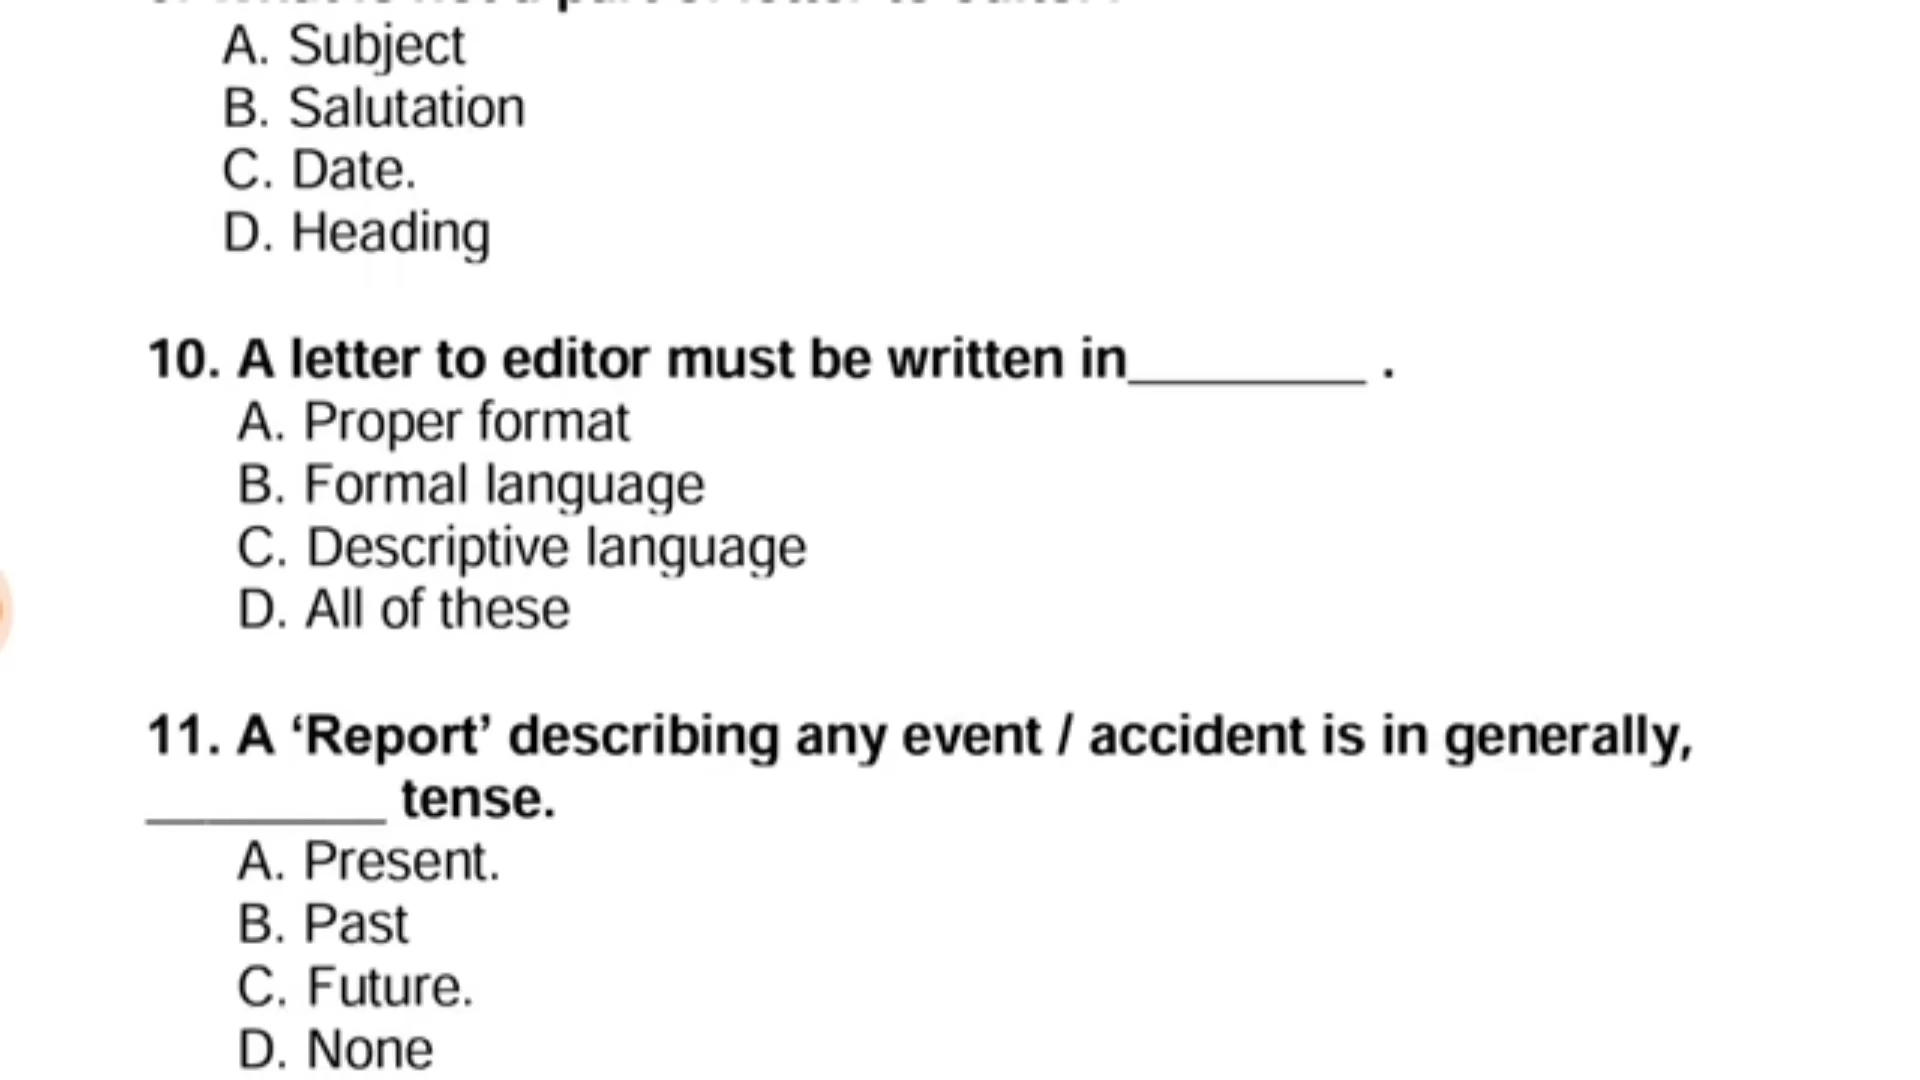 A. Subject
B. Salutation
C. Date.
D. Heading
10. A letter to editor must be written in________ .
A. Proper format
B. Formal language
C. Descriptive language
D. All of these
11. A ‘Report’ describing any event / accident is in generally,
________ tense.
A. Present.
B. Past
C. Future.
D. None